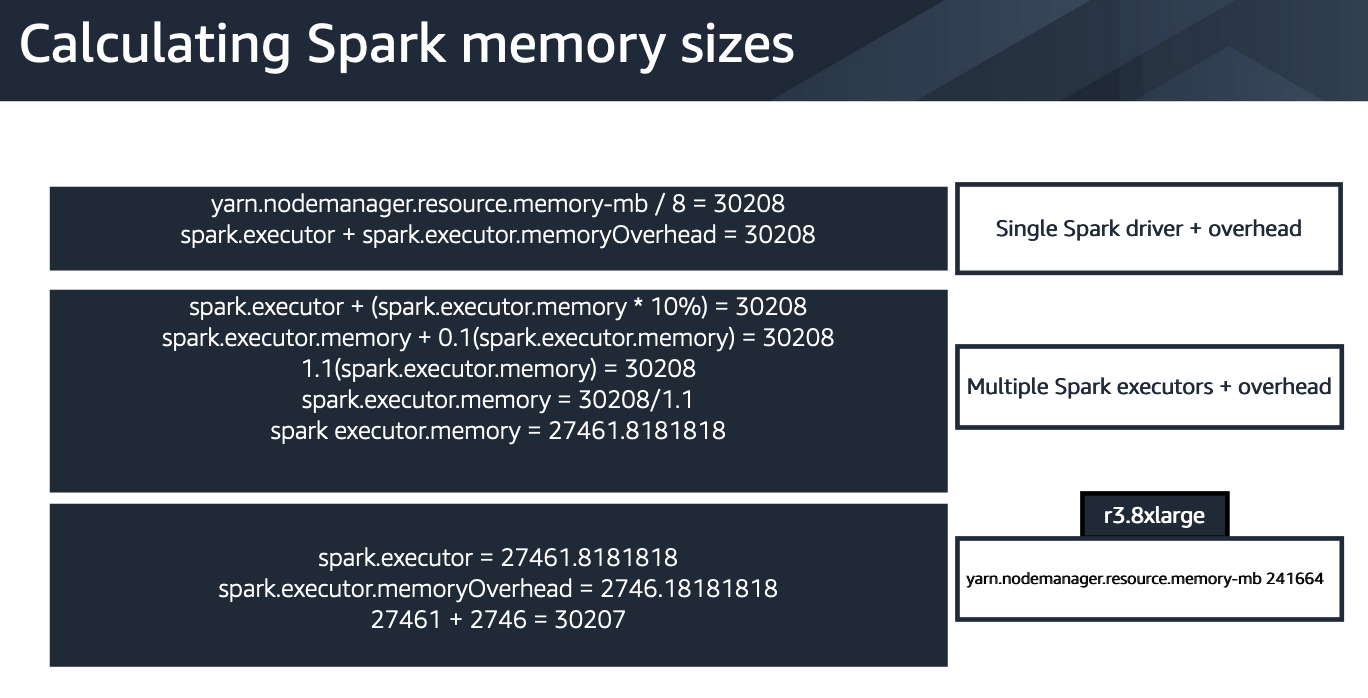 Calculating Spark memory sizes
yarn.nodemanager.resource.memory-mb / 8 = 30208
spark.executor + spark.executor.memoryOverhead = 30208
Single Spark driver + overhead
spark.executor + (spark.executor.memory * 10%) = 30208
spark.executor.memory + 0.1(spark.executor.memory) = 30208
1.1(spark.executor.memory) = 30208
spark.executor.memory = 30208/1.1
spark executor.memory = 27461.8181818
Multiple Spark executors + overhead
spark.executor = 27461.8181818
spark.executor.memoryOverhead = 2746.18181818
27461 + 2746 = 30207
r3.8xlarge
yarn.nodemanager.resource.memory-mb 241664